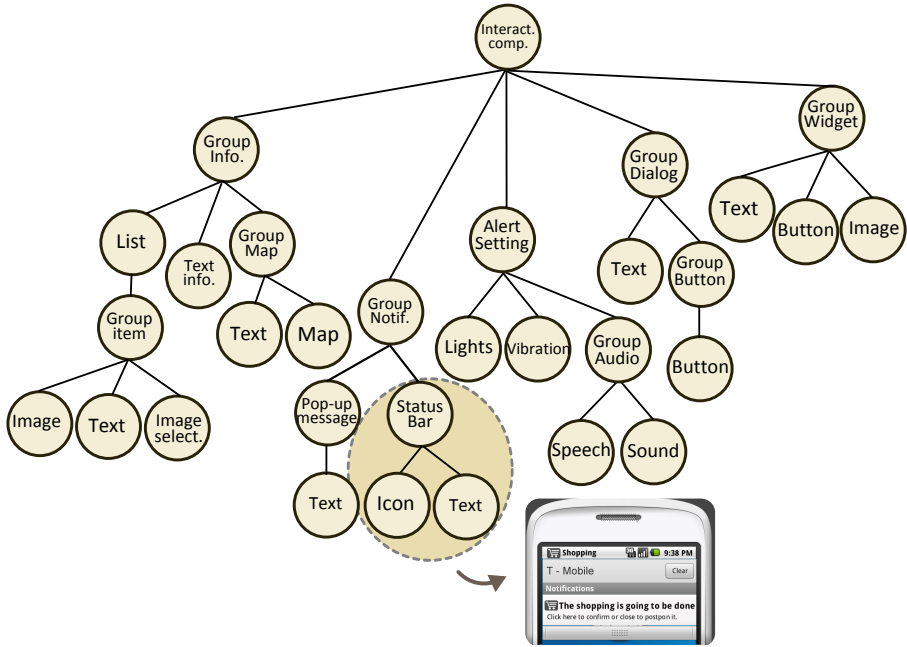 Interact.
comp.
Group
Info.
Group
Widget
Group
Dialog
Text
Button
Image
List
Text
info.
Group
Map
Alert
Setting
Text
Group
Button
Group
item
Text
Map
Group
Notif.
Lights
Vibration
Group
Audio
Button
Image
Text
Image
select.
Pop-up
message
Status
Bar
Speech
Sound
Text
Icon
Text
Shopping
9:38 PM
T - Mobile
Clear
Notifications
The shopping is going to be done
Click here to confirm or close to postpon it.